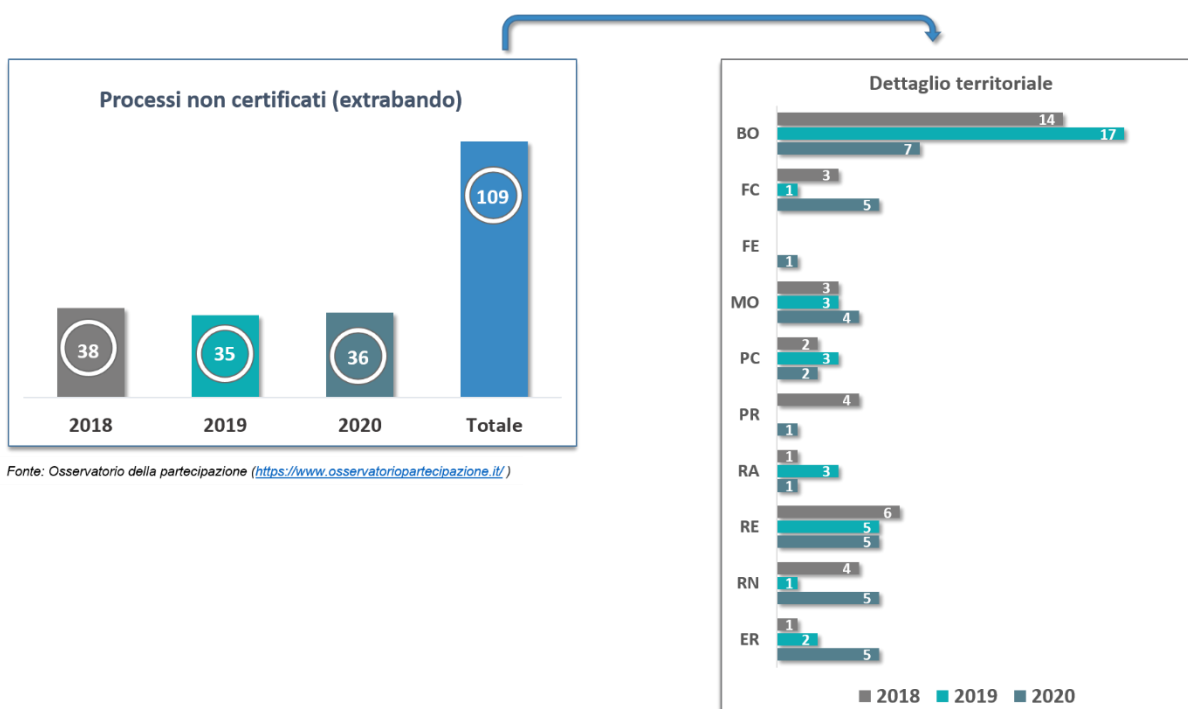 Processi non certificati (extrabando)
109
38
35
36
2018
2019
2020
Totale
Fonte: Osservatorio della partecipazione (https://www.osservatoriopartecipazione.it/ )
Dettaglio territoriale
BO
14
17
7
FC
3
1
5
FE
1
MO
3
3
4
PC
2
3
2
PR
4
1
RA
1
3
1
RE
6
5
5
RN
4
1
5
ER
1
2
5
2018 2019 2020